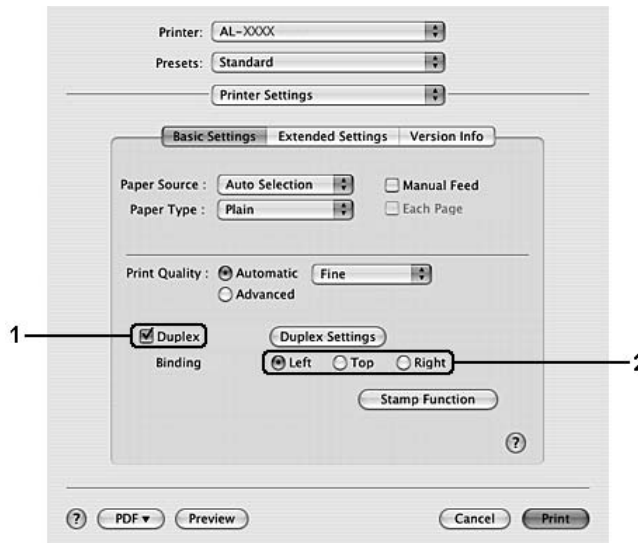 Printer: AL-XXXX
Presets: Standard
Printer Settings
Basic Settings Extended Settings Version Info
Paper Source : Auto Selection Manual Feed
Paper Type : Plain Each Page
Print Quality : Automatic Fine
Advanced
1 Duplex Duplex Settings
Binding Left Top Right 2
Stamp Function
?
? PDF▼ Preview Cancel Print